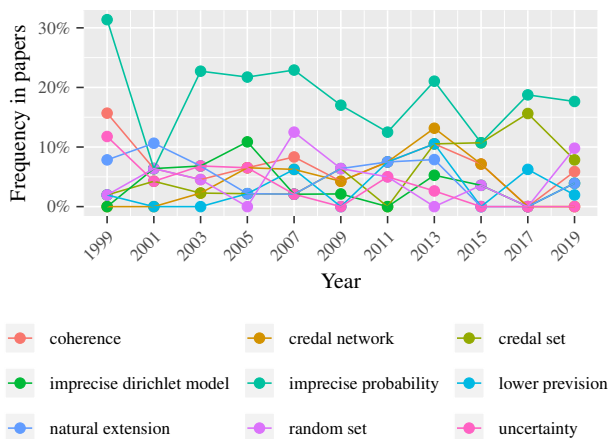 Frequency in papers
30%
20%
10%
0%
1999 2001 2003 2005 2007 2009 2011 2013 2015 2017 2019
Year
coherence credal network credal set
imprecise dirichlet model imprecise probability lower prevision
natural extension random set uncertainty